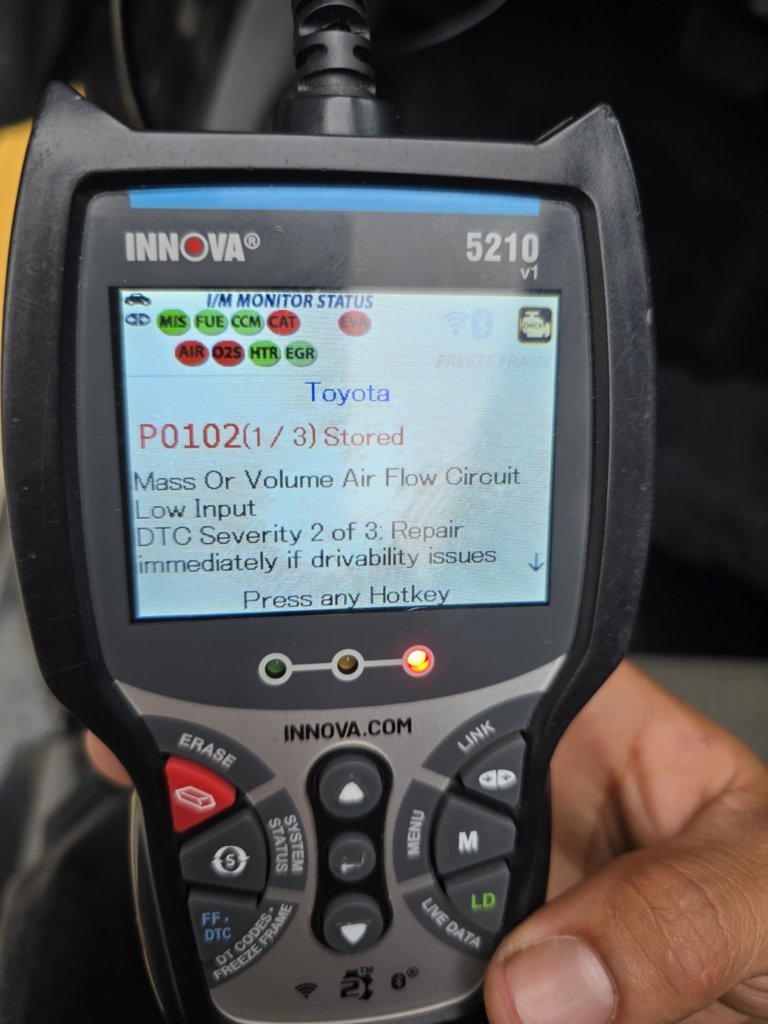 INNOVA®
5210
v1
I/M MONITOR STATUS
MIS FUE CCM CAT EVA
CHECK
AIR O2S HTR EGR
FREEZE FRAME
Toyota
P0102(1 / 3) Stored
Mass Or Volume Air Flow Circuit
Low Input
DTC Severity 2 of 3: Repair
immediately if drivability issues ↓
Press any Hotkey
INNOVA.COM
ERASE
LINK
SYSTEM
STATUS
S
MENU
M
FF •
DTC
DT CODES •
FREEZE FRAME
LD
LIVE DATA